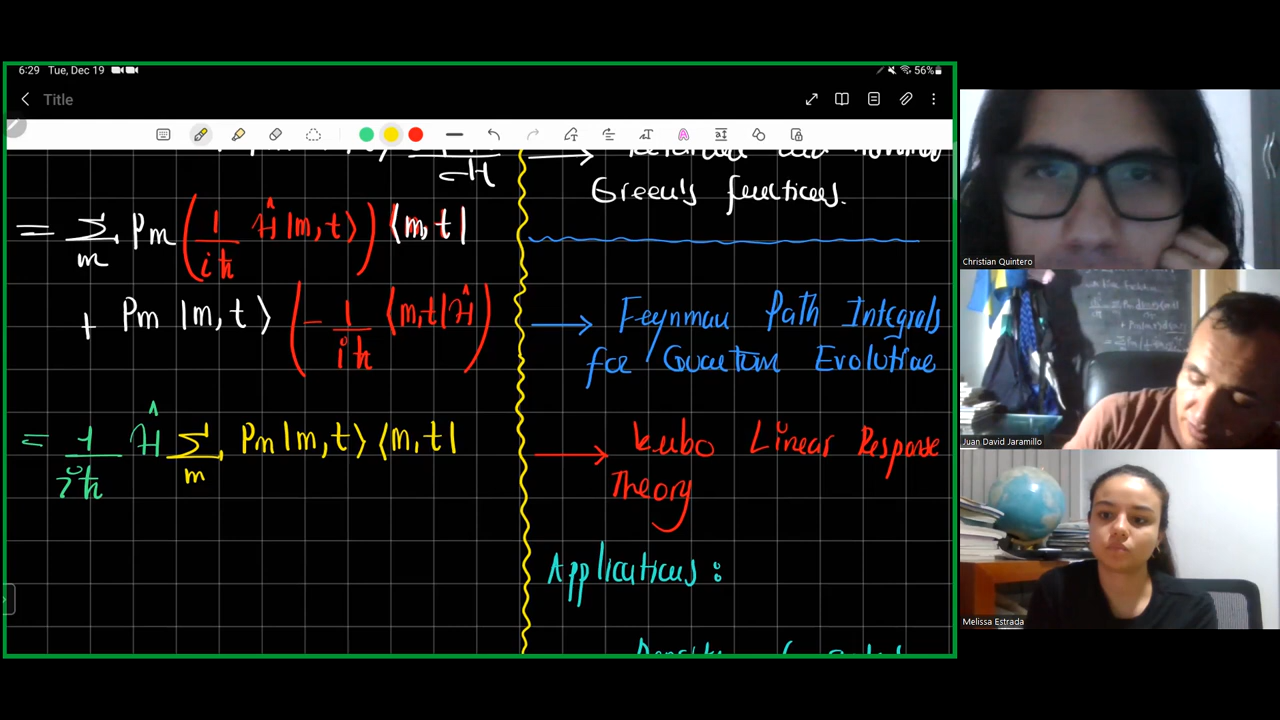 6:29 Tue, Dec 19
56%
Title
∂t
= Σ_m Pm ( 1/iħ Ĥ |m,t⟩ ) ⟨m,t|
+ Pm |m,t⟩ ( - 1/iħ ⟨m,t| Ĥ )
= 1/iħ Ĥ Σ_m Pm |m,t⟩ ⟨m,t|
Green's functions.
→ Feynman Path Integrals
for Quantum Evolution
→ Kubo Linear Response
Theory
Applications:
Density
Christian Quintero
Juan David Jaramillo
Melissa Estrada